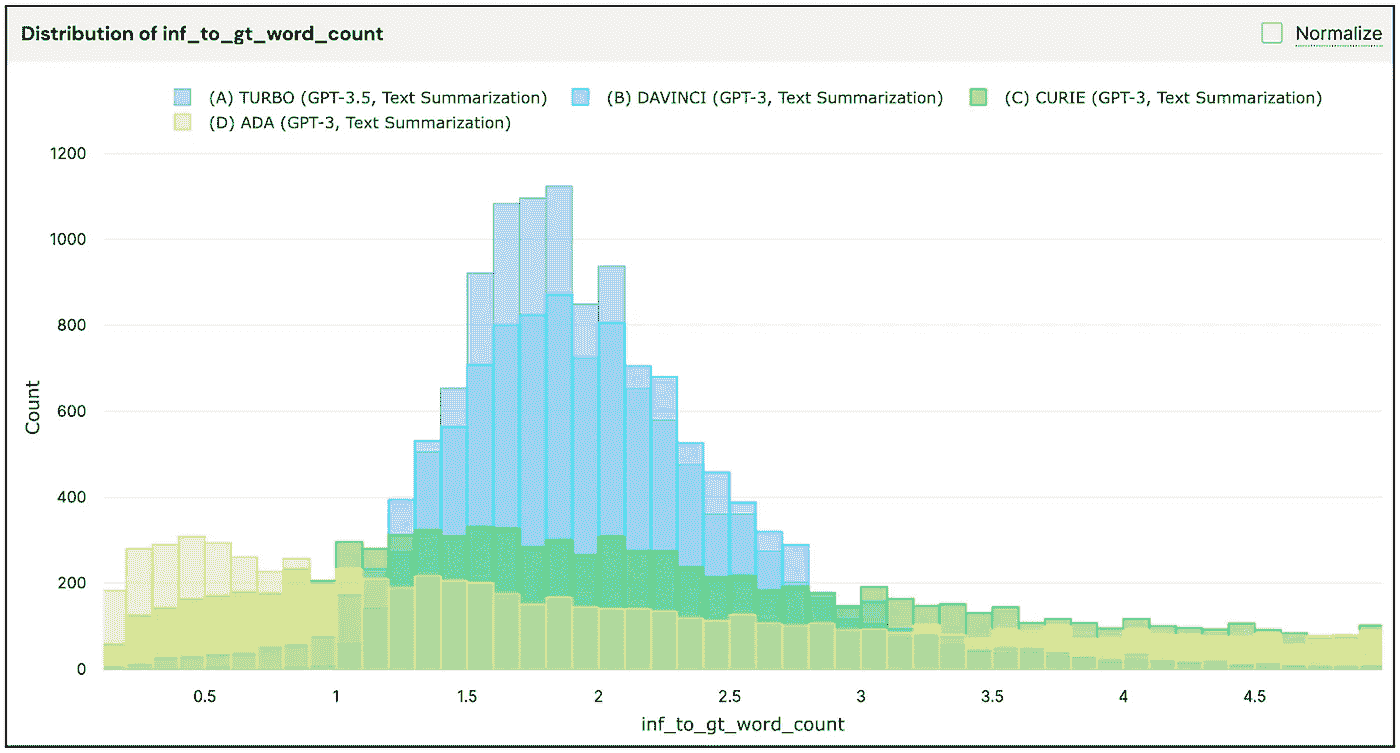 Distribution of inf_to_gt_word_count
Normalize
(A) TURBO (GPT-3.5, Text Summarization)
(B) DAVINCI (GPT-3, Text Summarization)
(C) CURIE (GPT-3, Text Summarization)
(D) ADA (GPT-3, Text Summarization)
1200
1000
800
600
400
200
0
Count
0.5
1
1.5
2
2.5
3
3.5
4
4.5
inf_to_gt_word_count